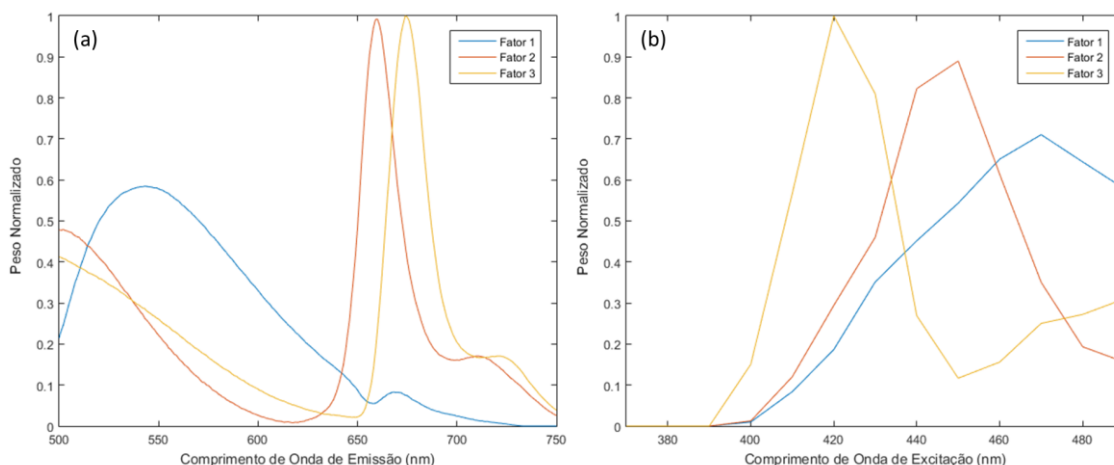 (a)
Fator 1
Fator 2
Fator 3
1
0.9
0.8
0.7
0.6
0.5
0.4
0.3
0.2
0.1
0
Peso Normalizado
500
550
600
650
700
750
Comprimento de Onda de Emissão (nm)
(b)
Fator 1
Fator 2
Fator 3
1
0.9
0.8
0.7
0.6
0.5
0.4
0.3
0.2
0.1
0
Peso Normalizado
380
400
420
440
460
480
Comprimento de Onda de Excitação (nm)